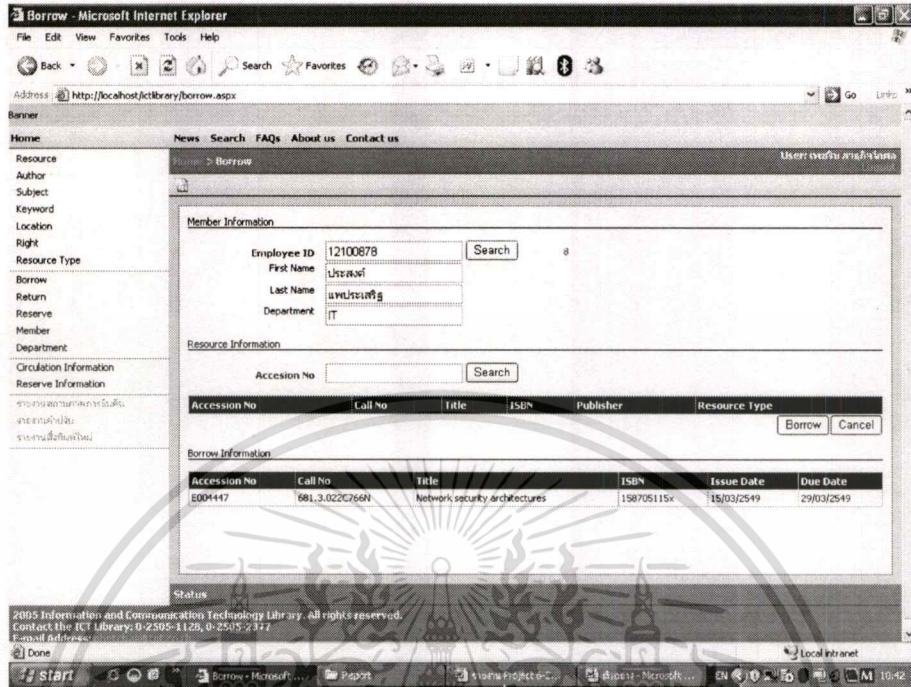 Borrow - Microsoft Internet Explorer
File Edit View Favorites Tools Help
Back Search Favorites
Address http://localhost/ictlibrary/borrow.aspx Go Links
Banner
Home News Search FAQs About us Contact us
Home > Borrow User:
Logout
Resource
Author
Subject
Keyword
Location
Right
Resource Type
Borrow
Return
Reserve
Member
Department
Circulation Information
Reserve Information
Member Information
Employee ID 12100878 Search 8
First Name ประสงค์
Last Name แพประเสริฐ
Department IT
Resource Information
Accesion No Search
Accession No Call No Title ISBN Publisher Resource Type
Borrow Cancel
Borrow Information
Accession No Call No Title ISBN Issue Date Due Date
E004447 681.3.022C766N Network security architectures 158705115x 15/03/2549 29/03/2549
Status
2005 Information and Communication Technology Library. All rights reserved.
Contact the ICT Library: 0-2505-1128, 0-2505-2377
E-mail Address:
Done Local intranet
start Borrow - Microsoft ... Report EN 10:42